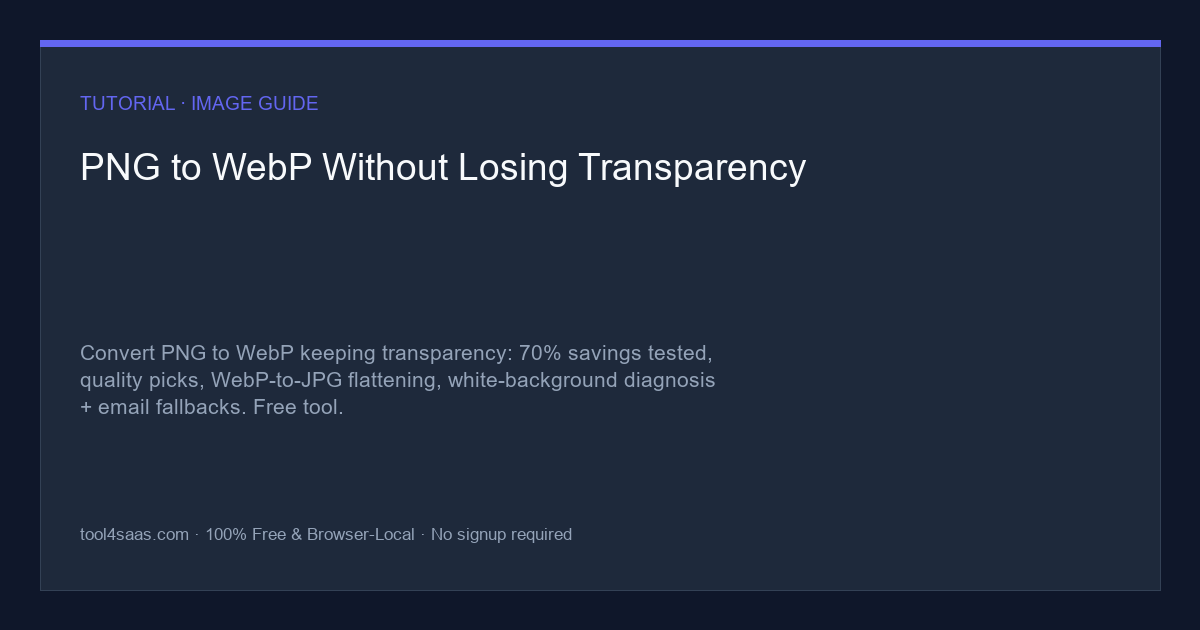 TUTORIAL · IMAGE GUIDE
PNG to WebP Without Losing Transparency
Convert PNG to WebP keeping transparency: 70% savings tested,
quality picks, WebP-to-JPG flattening, white-background diagnosis
+ email fallbacks. Free tool.
tool4saas.com · 100% Free & Browser-Local · No signup required